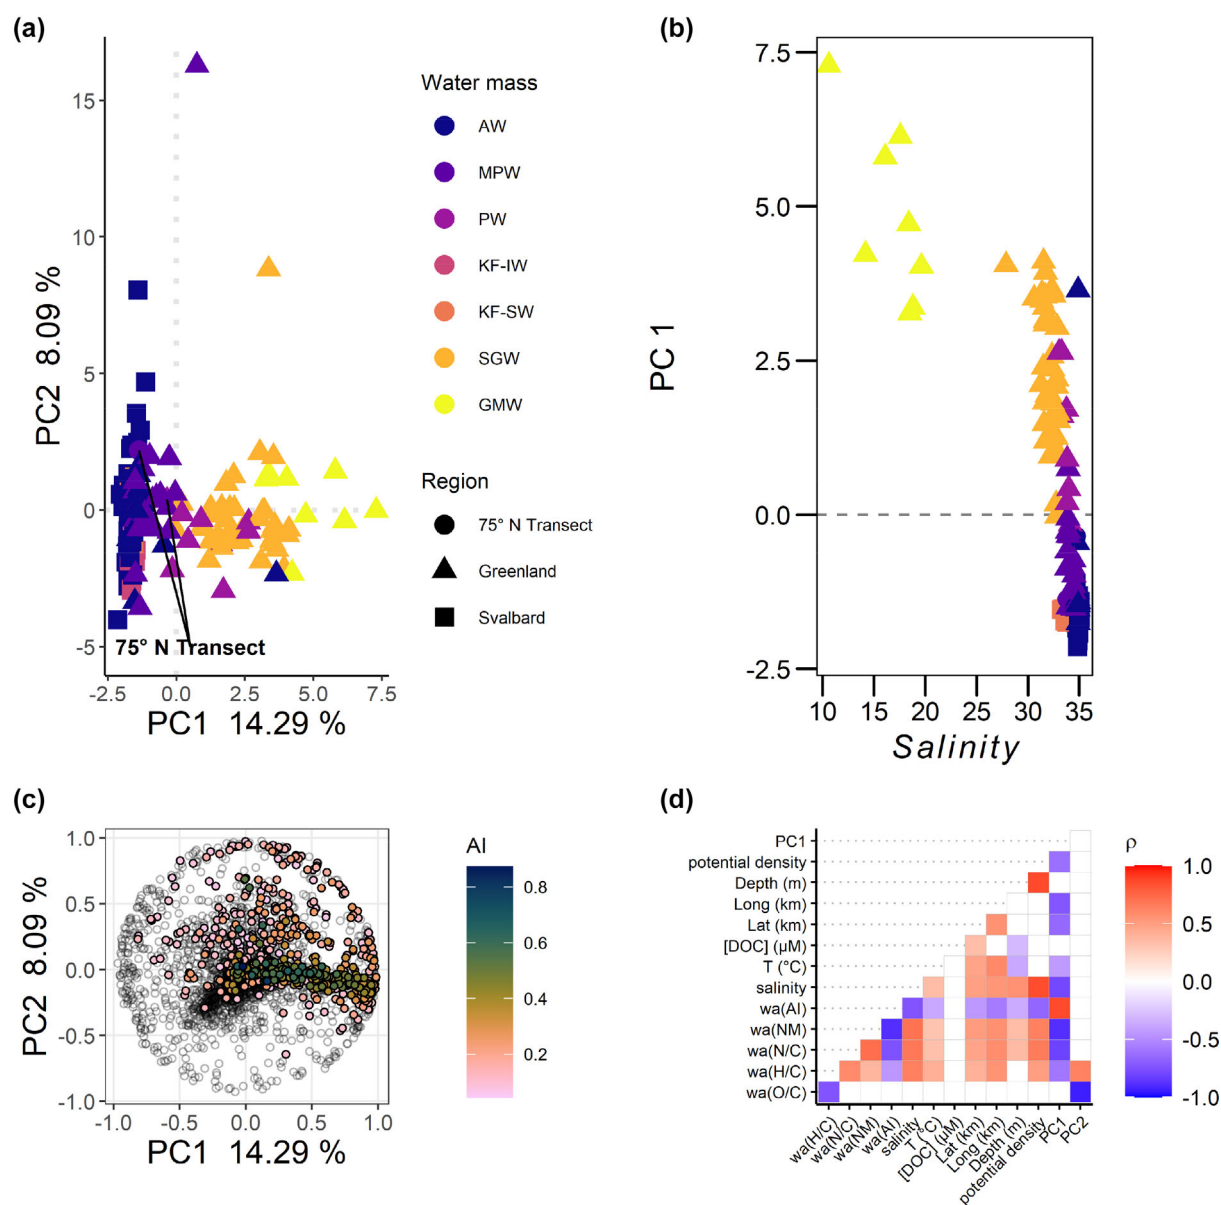 (a)
PC2 8.09 %
15
10
5
0
-5
-2.5 0.0 2.5 5.0 7.5
PC1 14.29 %
75° N Transect
Water mass
AW
MPW
PW
KF-IW
KF-SW
SGW
GMW
Region
75° N Transect
Greenland
Svalbard
(b)
PC 1
7.5
5.0
2.5
0.0
-2.5
10 15 20 25 30 35
Salinity
(c)
PC2 8.09 %
1.0
0.5
0.0
-0.5
-1.0
-1.0 -0.5 0.0 0.5 1.0
PC1 14.29 %
AI
0.8
0.6
0.4
0.2
(d)
PC1
potential density
Depth (m)
Long (km)
Lat (km)
[DOC] (µM)
T (°C)
salinity
wa(AI)
wa(NM)
wa(N/C)
wa(H/C)
wa(O/C)
wa(H/C)
wa(N/C)
wa(NM)
wa(AI)
salinity
T (°C)
[DOC] (µM)
Lat (km)
Long (km)
Depth (m)
potential density
PC1
PC2
ρ
1.0
0.5
0.0
-0.5
-1.0